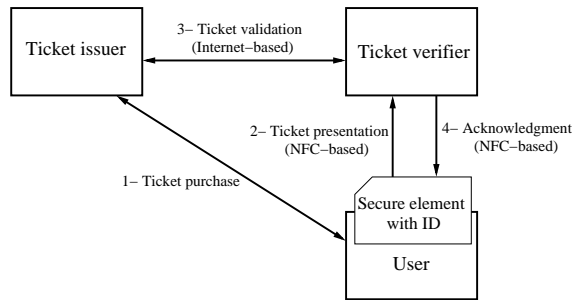 3– Ticket validation
(Internet–based)
Ticket issuer
Ticket verifier
2– Ticket presentation
(NFC–based)
4– Acknowledgment
(NFC–based)
1– Ticket purchase
Secure element
with ID
User